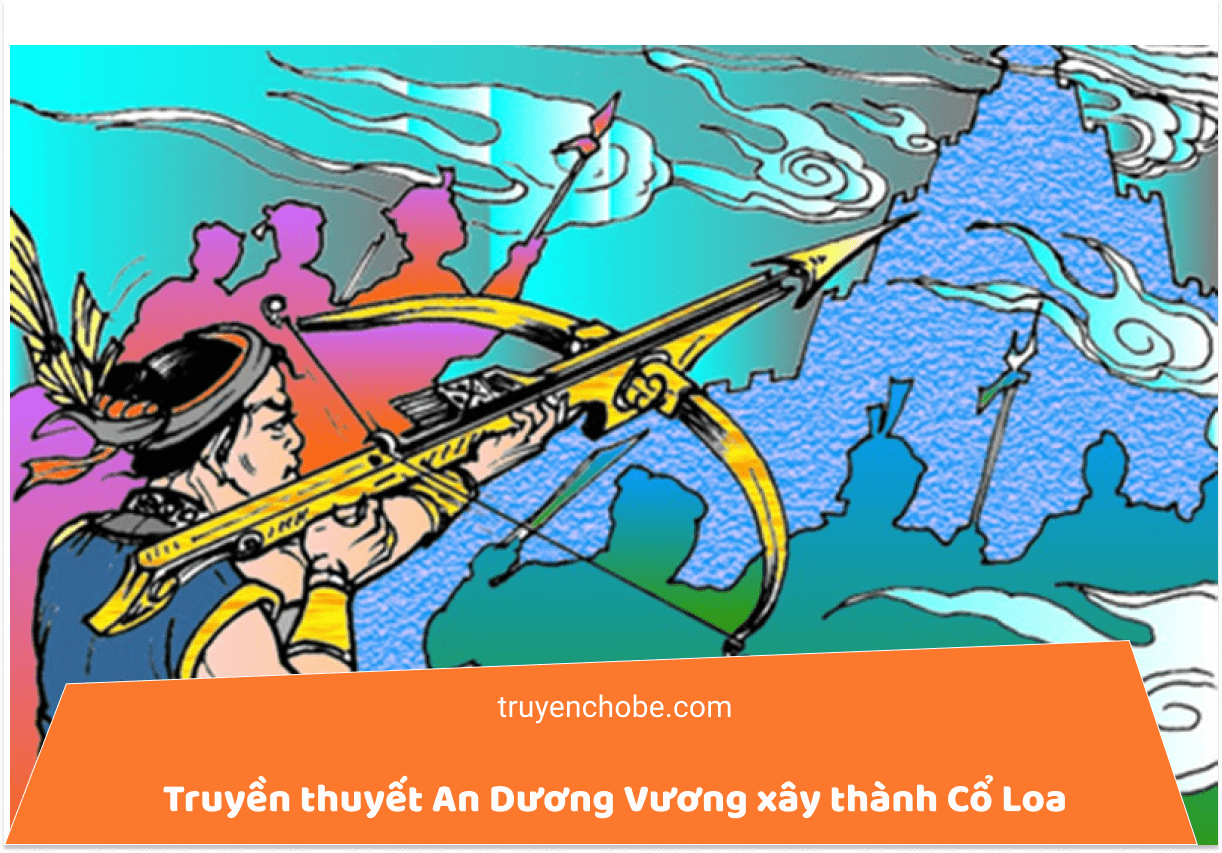 truyenchobe.com
Truyền thuyết An Dương Vương xây thành Cổ Loa